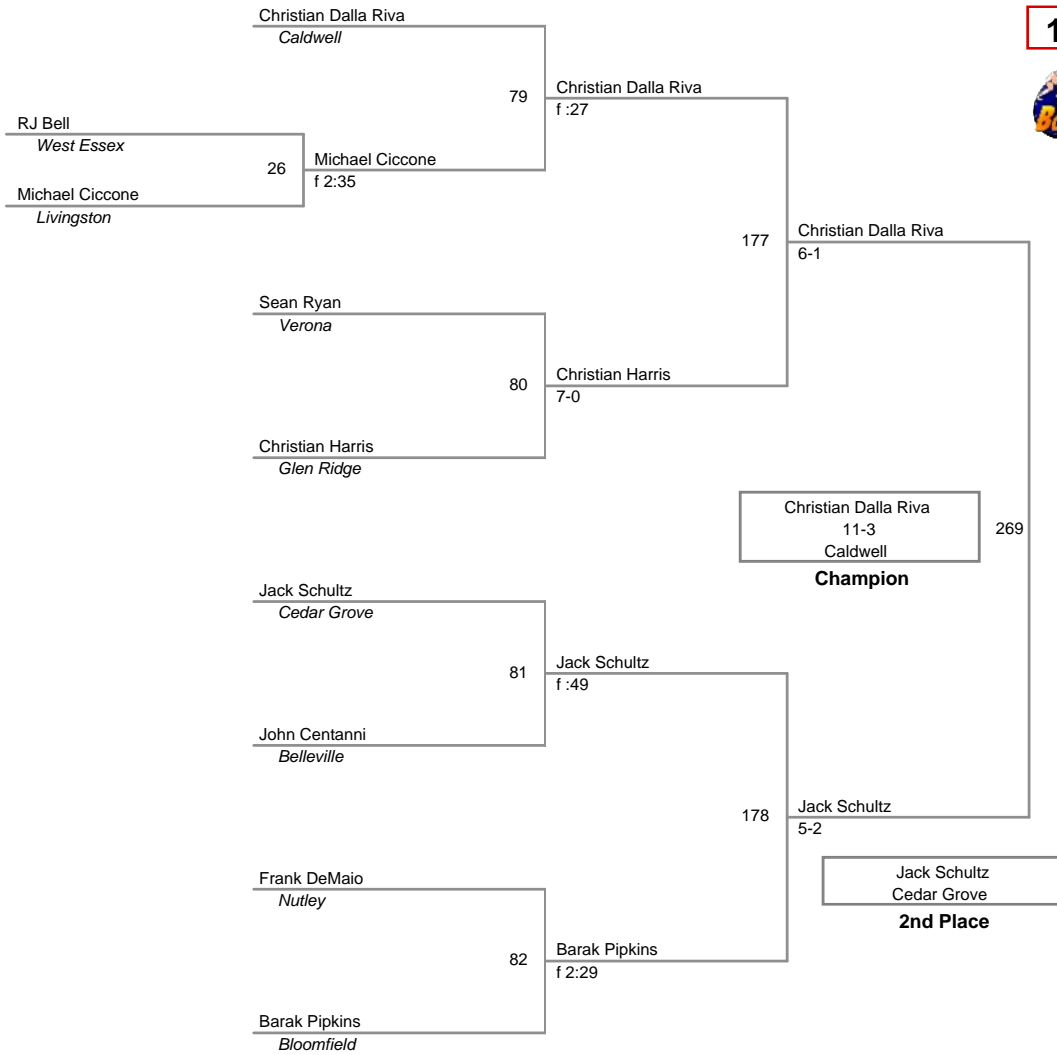 Christian Dalla Riva
Caldwell
1
79
Christian Dalla Riva
f :27
RJ Bell
West Essex
26
Michael Ciccone
f 2:35
Michael Ciccone
Livingston
177
Christian Dalla Riva
6-1
Sean Ryan
Verona
80
Christian Harris
7-0
Christian Harris
Glen Ridge
Christian Dalla Riva
11-3
Caldwell
Champion
269
Jack Schultz
Cedar Grove
81
Jack Schultz
f :49
John Centanni
Belleville
178
Jack Schultz
5-2
Jack Schultz
Cedar Grove
2nd Place
Frank DeMaio
Nutley
82
Barak Pipkins
f 2:29
Barak Pipkins
Bloomfield